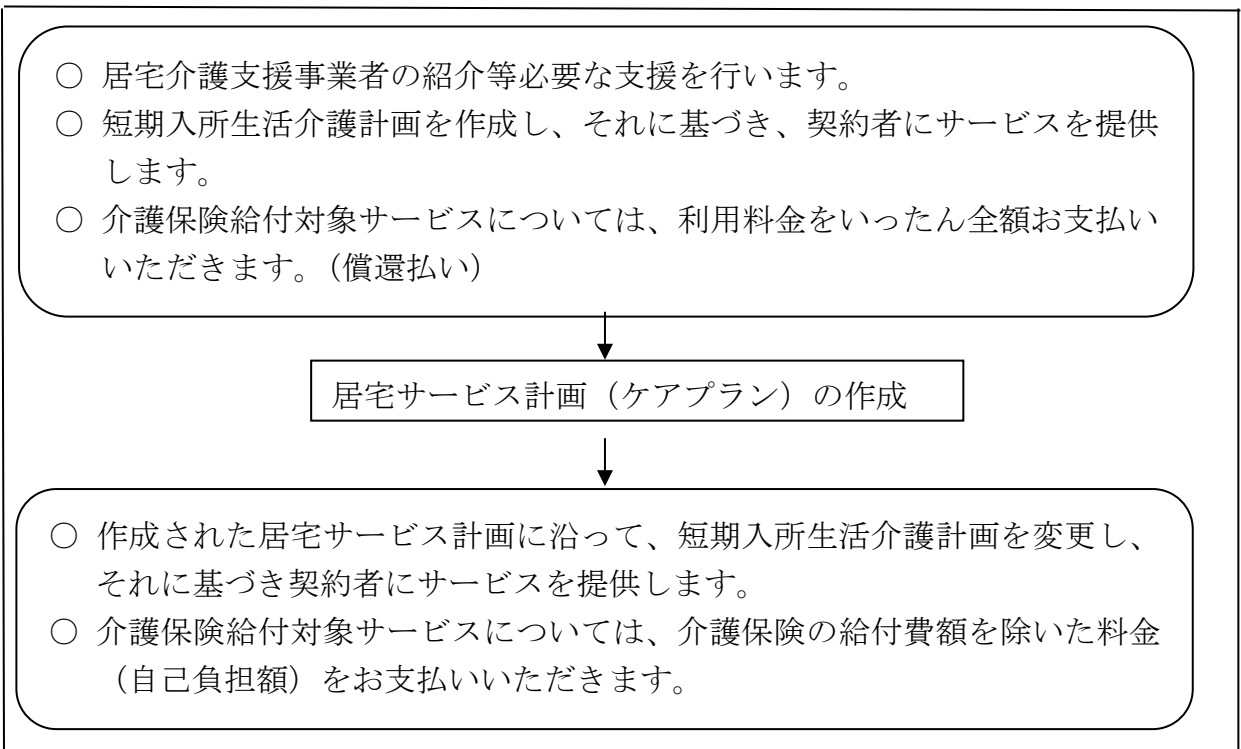 ○ 居宅介護支援事業者の紹介等必要な支援を行います。
○ 短期入所生活介護計画を作成し、それに基づき、契約者にサービスを提供
します。
○ 介護保険給付対象サービスについては、利用料金をいったん全額お支払い
いただきます。（償還払い）
居宅サービス計画（ケアプラン）の作成
○ 作成された居宅サービス計画に沿って、短期入所生活介護計画を変更し、
それに基づき契約者にサービスを提供します。
○ 介護保険給付対象サービスについては、介護保険の給付費額を除いた料金
（自己負担額）をお支払いいただきます。